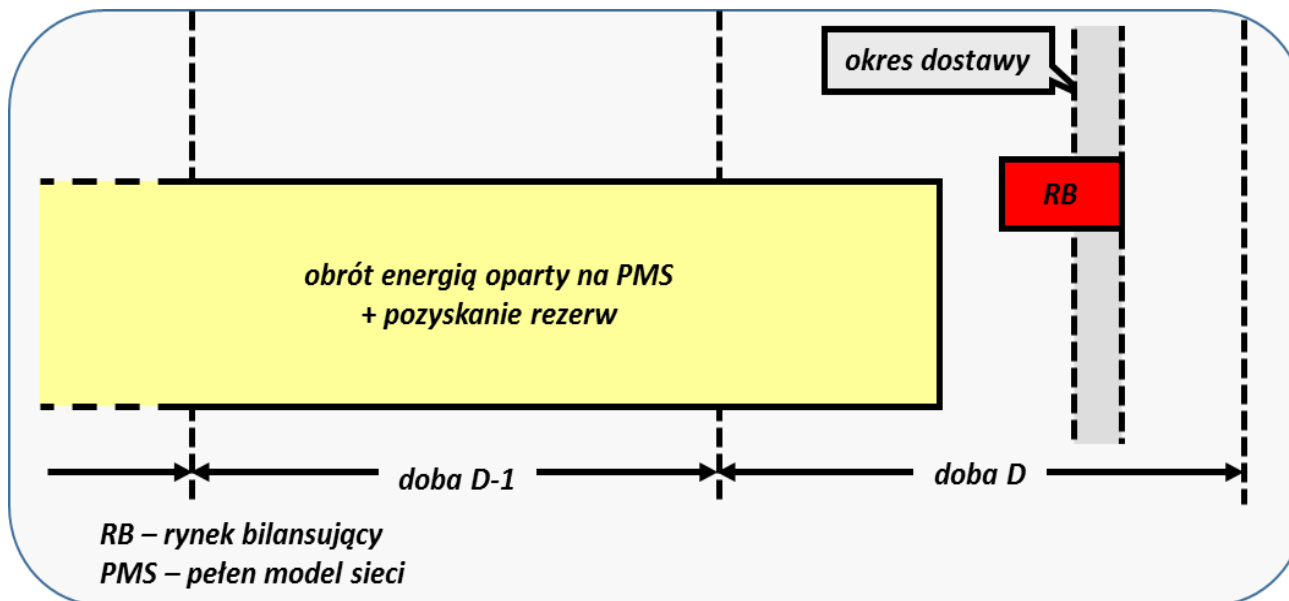 okres dostawy
RB
obrót energią oparty na PMS
+ pozyskanie rezerw
doba D-1
doba D
RB – rynek bilansujący
PMS – pełen model sieci